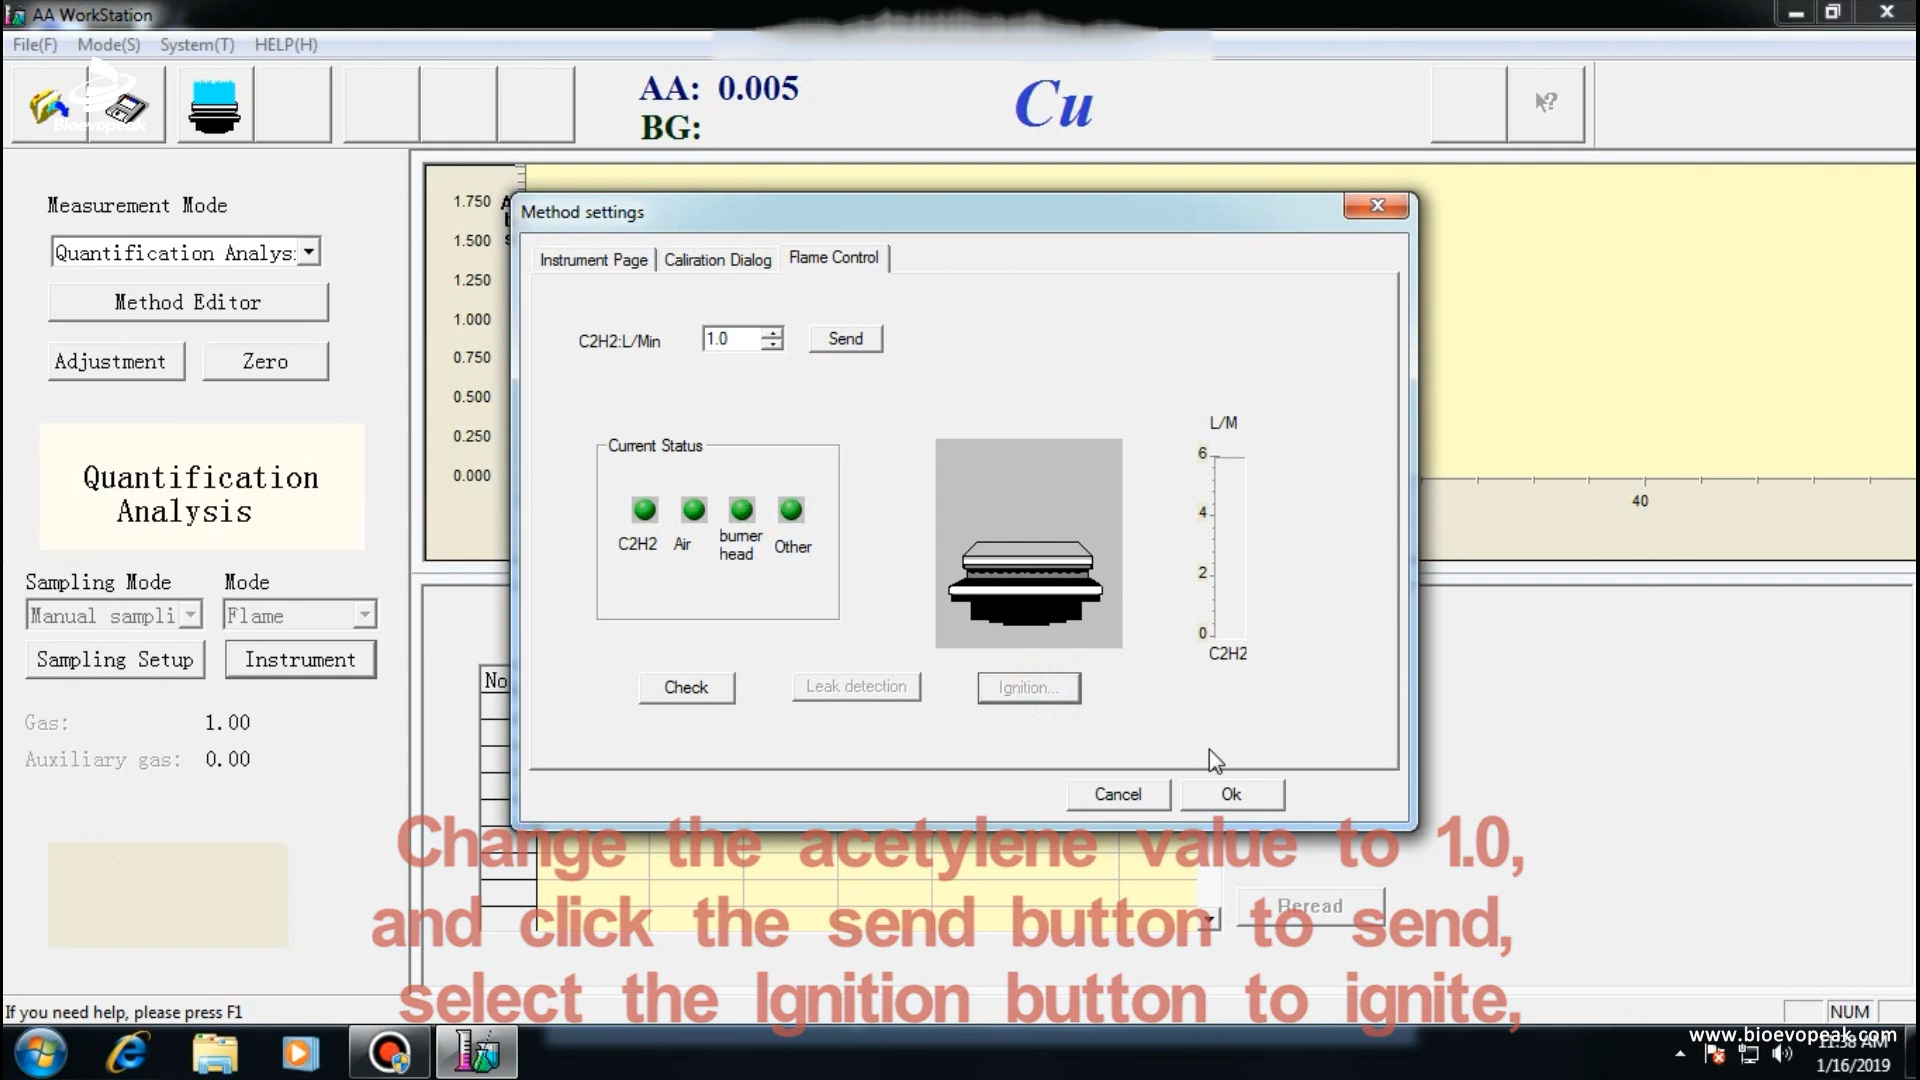 AA WorkStation
File(F) Mode(S) System(T) HELP(H)
Bioevopeak
AA: 0.005
BG:
Cu
Measurement Mode
Quantification Analys
Method Editor
Adjustment Zero
Quantification
Analysis
Sampling Mode Mode
Manual sampli Flame
Sampling Setup Instrument
Gas: 1.00
Auxiliary gas: 0.00
1.750
1.500
1.250
1.000
0.750
0.500
0.250
0.000
40
Method settings
Instrument Page Caliration Dialog Flame Control
C2H2:L/Min 1.0 Send
Current Status
C2H2 Air burner head Other
L/M
6
4
2
0
C2H2
Check Leak detection Ignition...
Cancel Ok
No
Reread
Change the acetylene value to 1.0,
and click the send button to send,
select the Ignition button to ignite,
If you need help, please press F1
NUM
www.bioevopeak.com
11:38 AM
1/16/2019